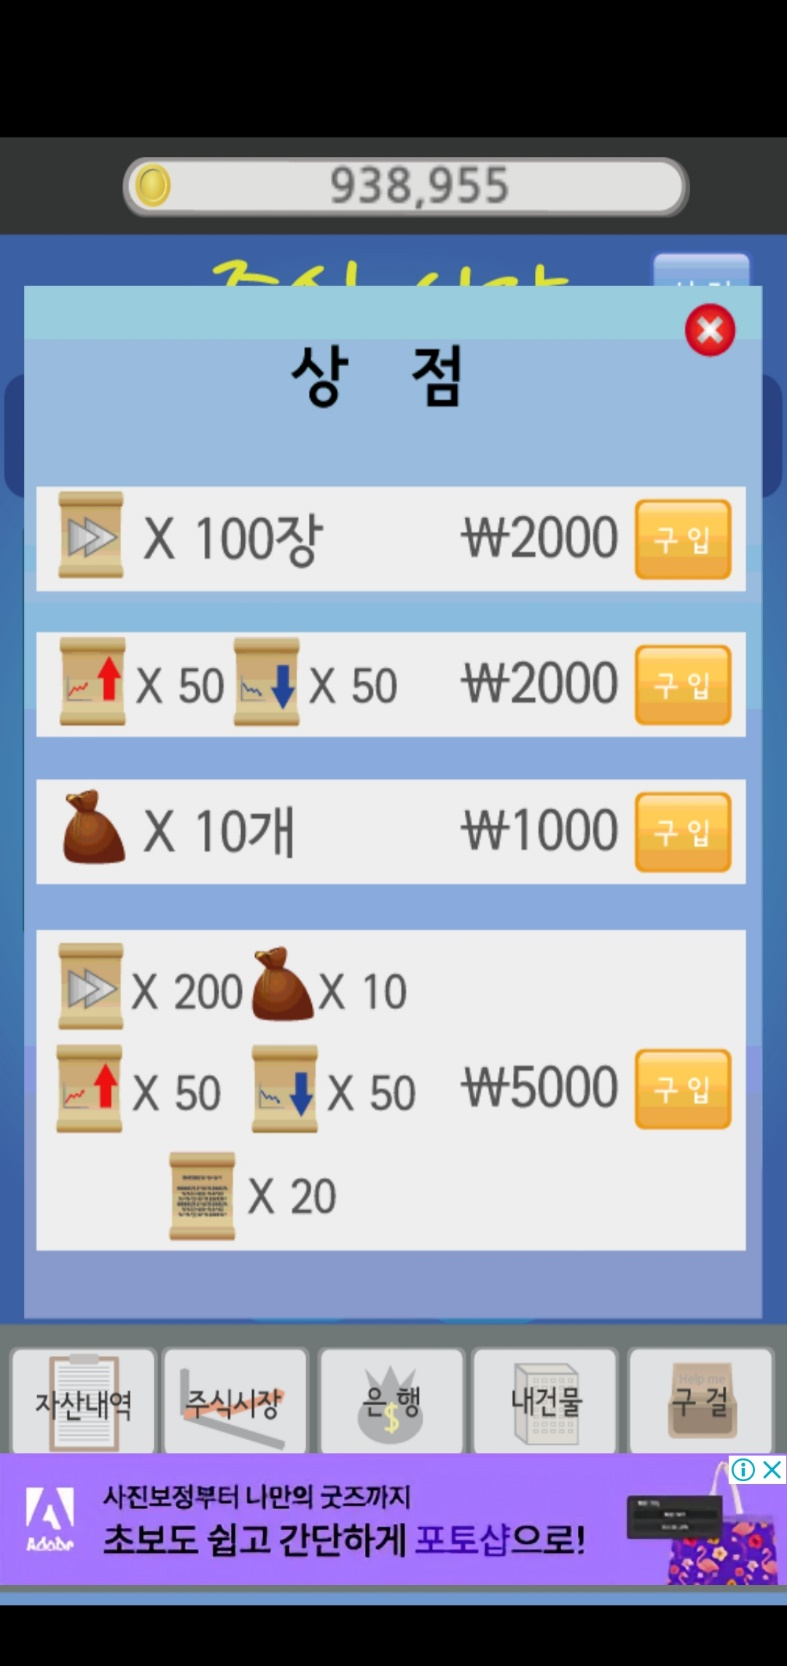 938,955
상 점
X 100장 ₩2000 구 입
X 50 X 50 ₩2000 구 입
X 10개 ₩1000 구 입
X 200 X 10
X 50 X 50 ₩5000 구 입
X 20
자산내역 주식시장 은 행 내건물 구 걸
Help me
$
사진보정부터 나만의 굿즈까지
초보도 쉽고 간단하게 포토샵으로!
Adobe